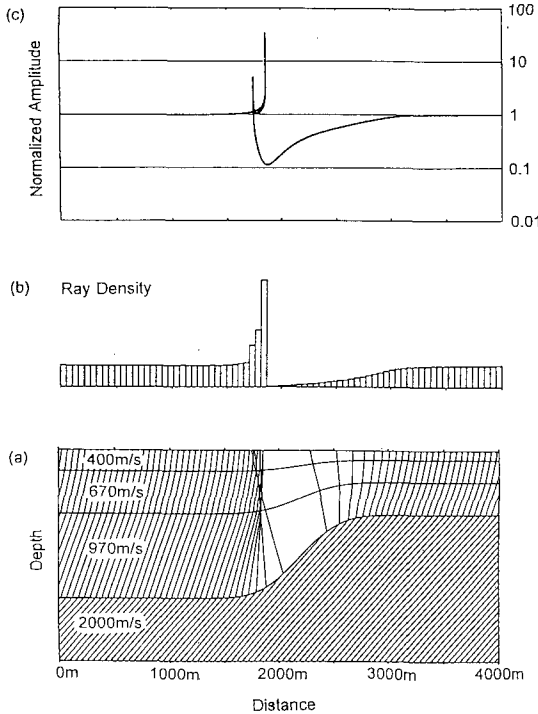 (c)
Normalized Amplitude
100
10
1
0.1
0.01
(b) Ray Density
(a)
400m/s
670m/s
970m/s
2000m/s
Depth
0m 1000m 2000m 3000m 4000m
Distance